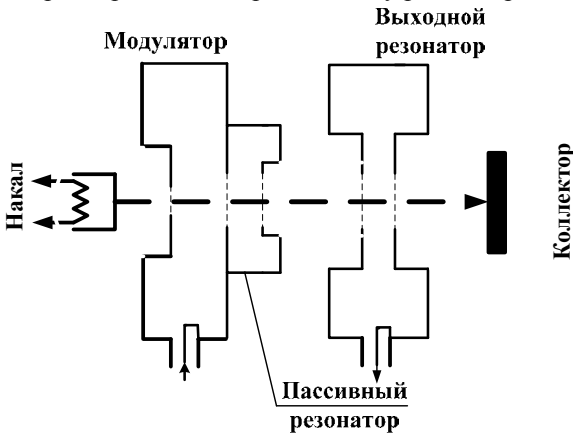 Выходной
резонатор
Модулятор
Накал
Коллектор
Пассивный
резонатор